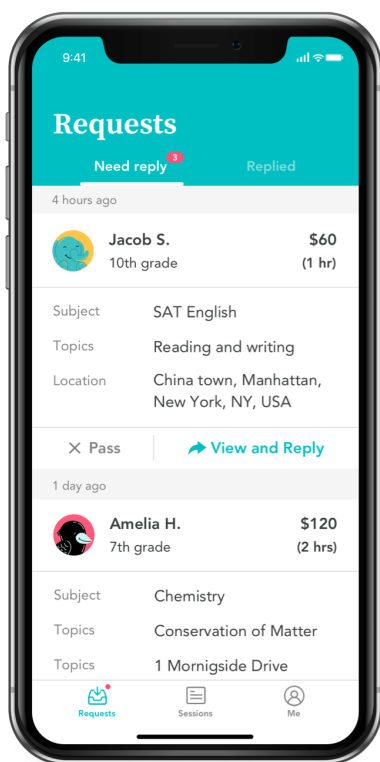 9:41
Requests
Need reply 3 Replied
4 hours ago
Jacob S. $60
10th grade (1 hr)
Subject SAT English
Topics Reading and writing
Location China town, Manhattan,
New York, NY, USA
Pass View and Reply
1 day ago
Amelia H. $120
7th grade (2 hrs)
Subject Chemistry
Topics Conservation of Matter
Topics 1 Mornigside Drive
Requests Sessions Me